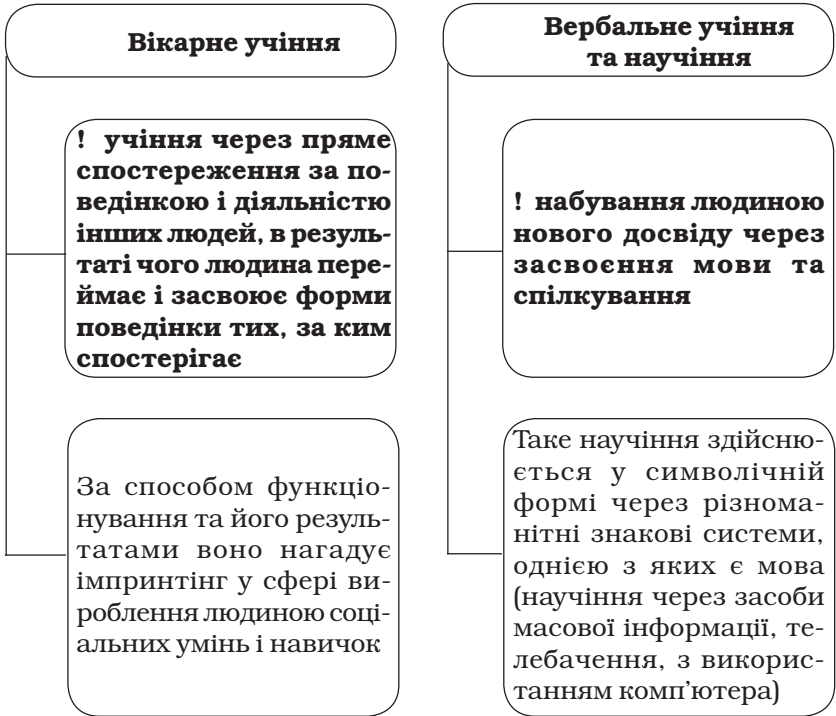 Вікарне учіння
! учіння через пряме
спостереження за по-
ведінкою і діяльністю
інших людей, в резуль-
таті чого людина пере-
ймає і засвоює форми
поведінки тих, за ким
спостерігає
За способом функціо-
нування та його резуль-
татами воно нагадує
імпринтінг у сфері ви-
роблення людиною соці-
альних умінь і навичок
Вербальне учіння
та научіння
! набування людиною
нового досвіду через
засвоєння мови та
спілкування
Таке научіння здійсню-
ється у символічній
формі через різнома-
нітні знакові системи,
однією з яких є мова
(научіння через засоби
масової інформації, те-
лебачення, з викорис-
танням комп'ютера)